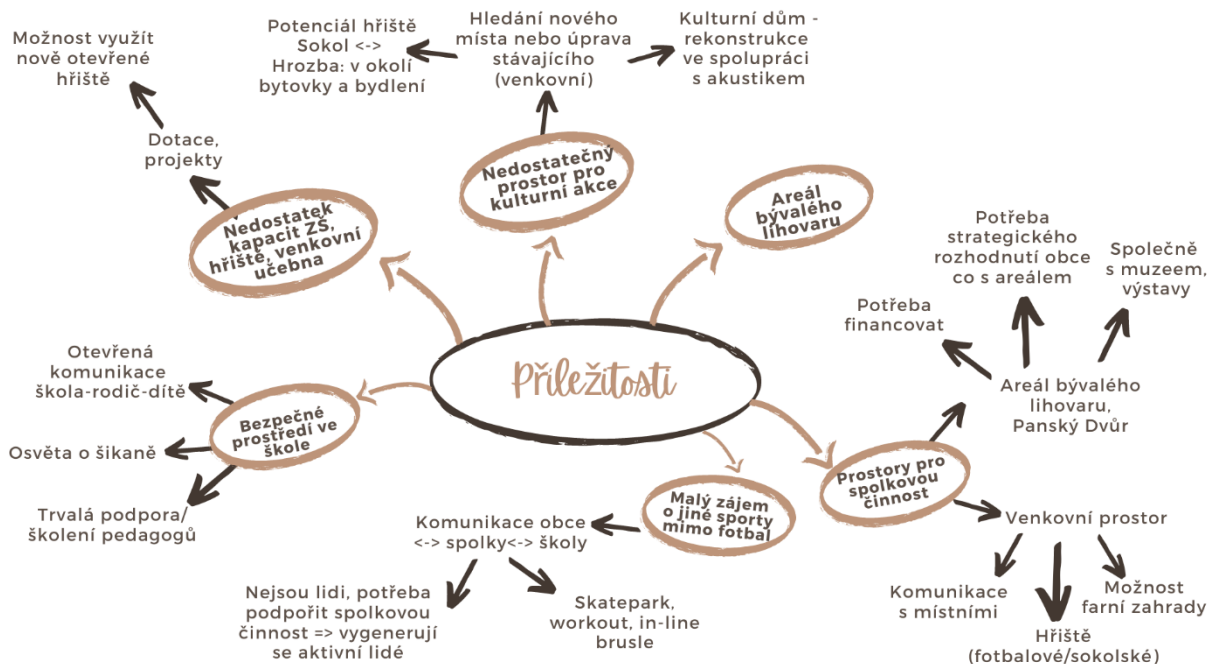 Možnost využít
nově otevřené
hřiště
Dotace,
projekty
Nedostatek
kapacit ZŠ,
hřiště, venkovní
učebna
Potenciál hřiště
Sokol <->
Hrozba: v okolí
bytovky a bydlení
Hledání nového
místa nebo úprava
stávajícího
(venkovní)
Kulturní dům -
rekonstrukce
ve spolupráci
s akustikem
Nedostatečný
prostor pro
kulturní akce
Areál
bývalého
lihovaru
Příležitosti
Potřeba
strategického
rozhodnutí obce
co s areálem
Společně
s muzeem,
výstavy
Potřeba
financovat
Areál bývalého
lihovaru,
Panský Dvůr
Prostory pro
spolkovou
činnost
Venkovní prostor
Komunikace
s místními
Hřiště
(fotbalové/sokolské)
Možnost
farní zahrady
Malý zájem
o jiné sporty
mimo fotbal
Komunikace obce
<-> spolky<-> školy
Nejsou lidi, potřeba
podpořit spolkovou
činnost => vygenerují
se aktivní lidé
Skatepark,
workout, in-line
brusle
Bezpečné
prostředí ve
škole
Otevřená
komunikace
škola-rodič-dítě
Osvěta o šikaně
Trvalá podpora/
školení pedagogů